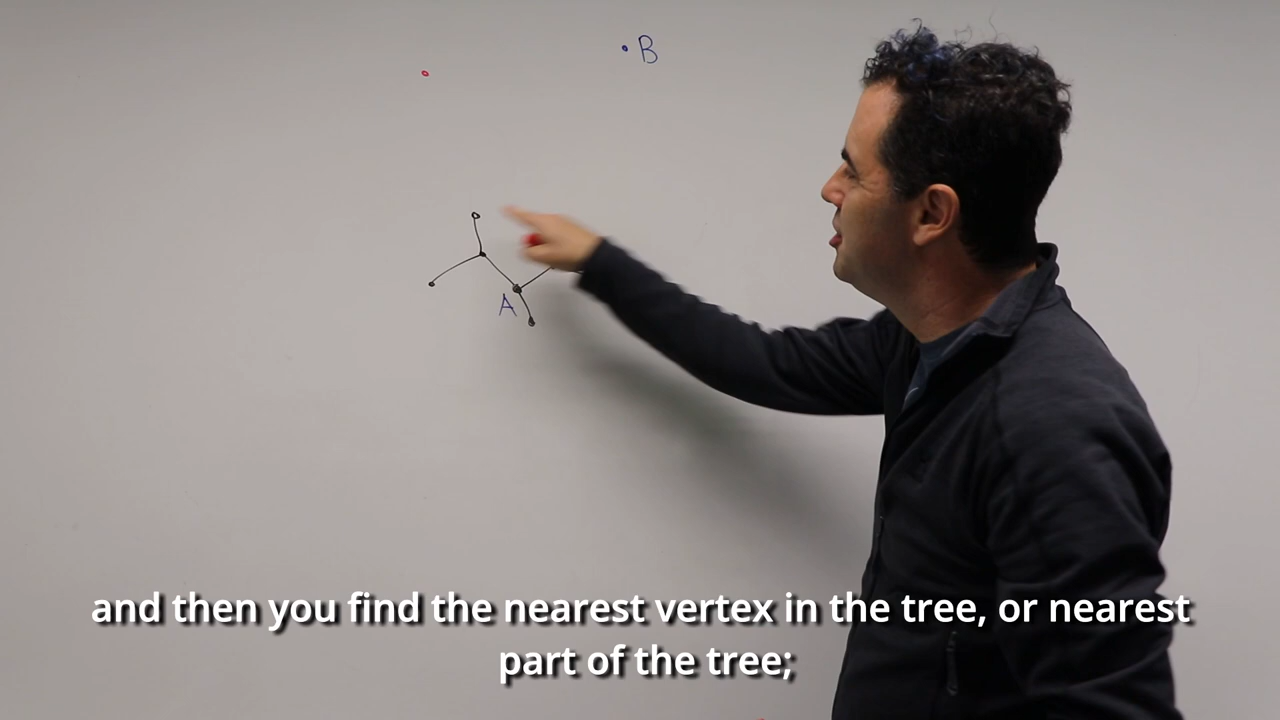 B
A
and then you find the nearest vertex in the tree, or nearest
part of the tree;